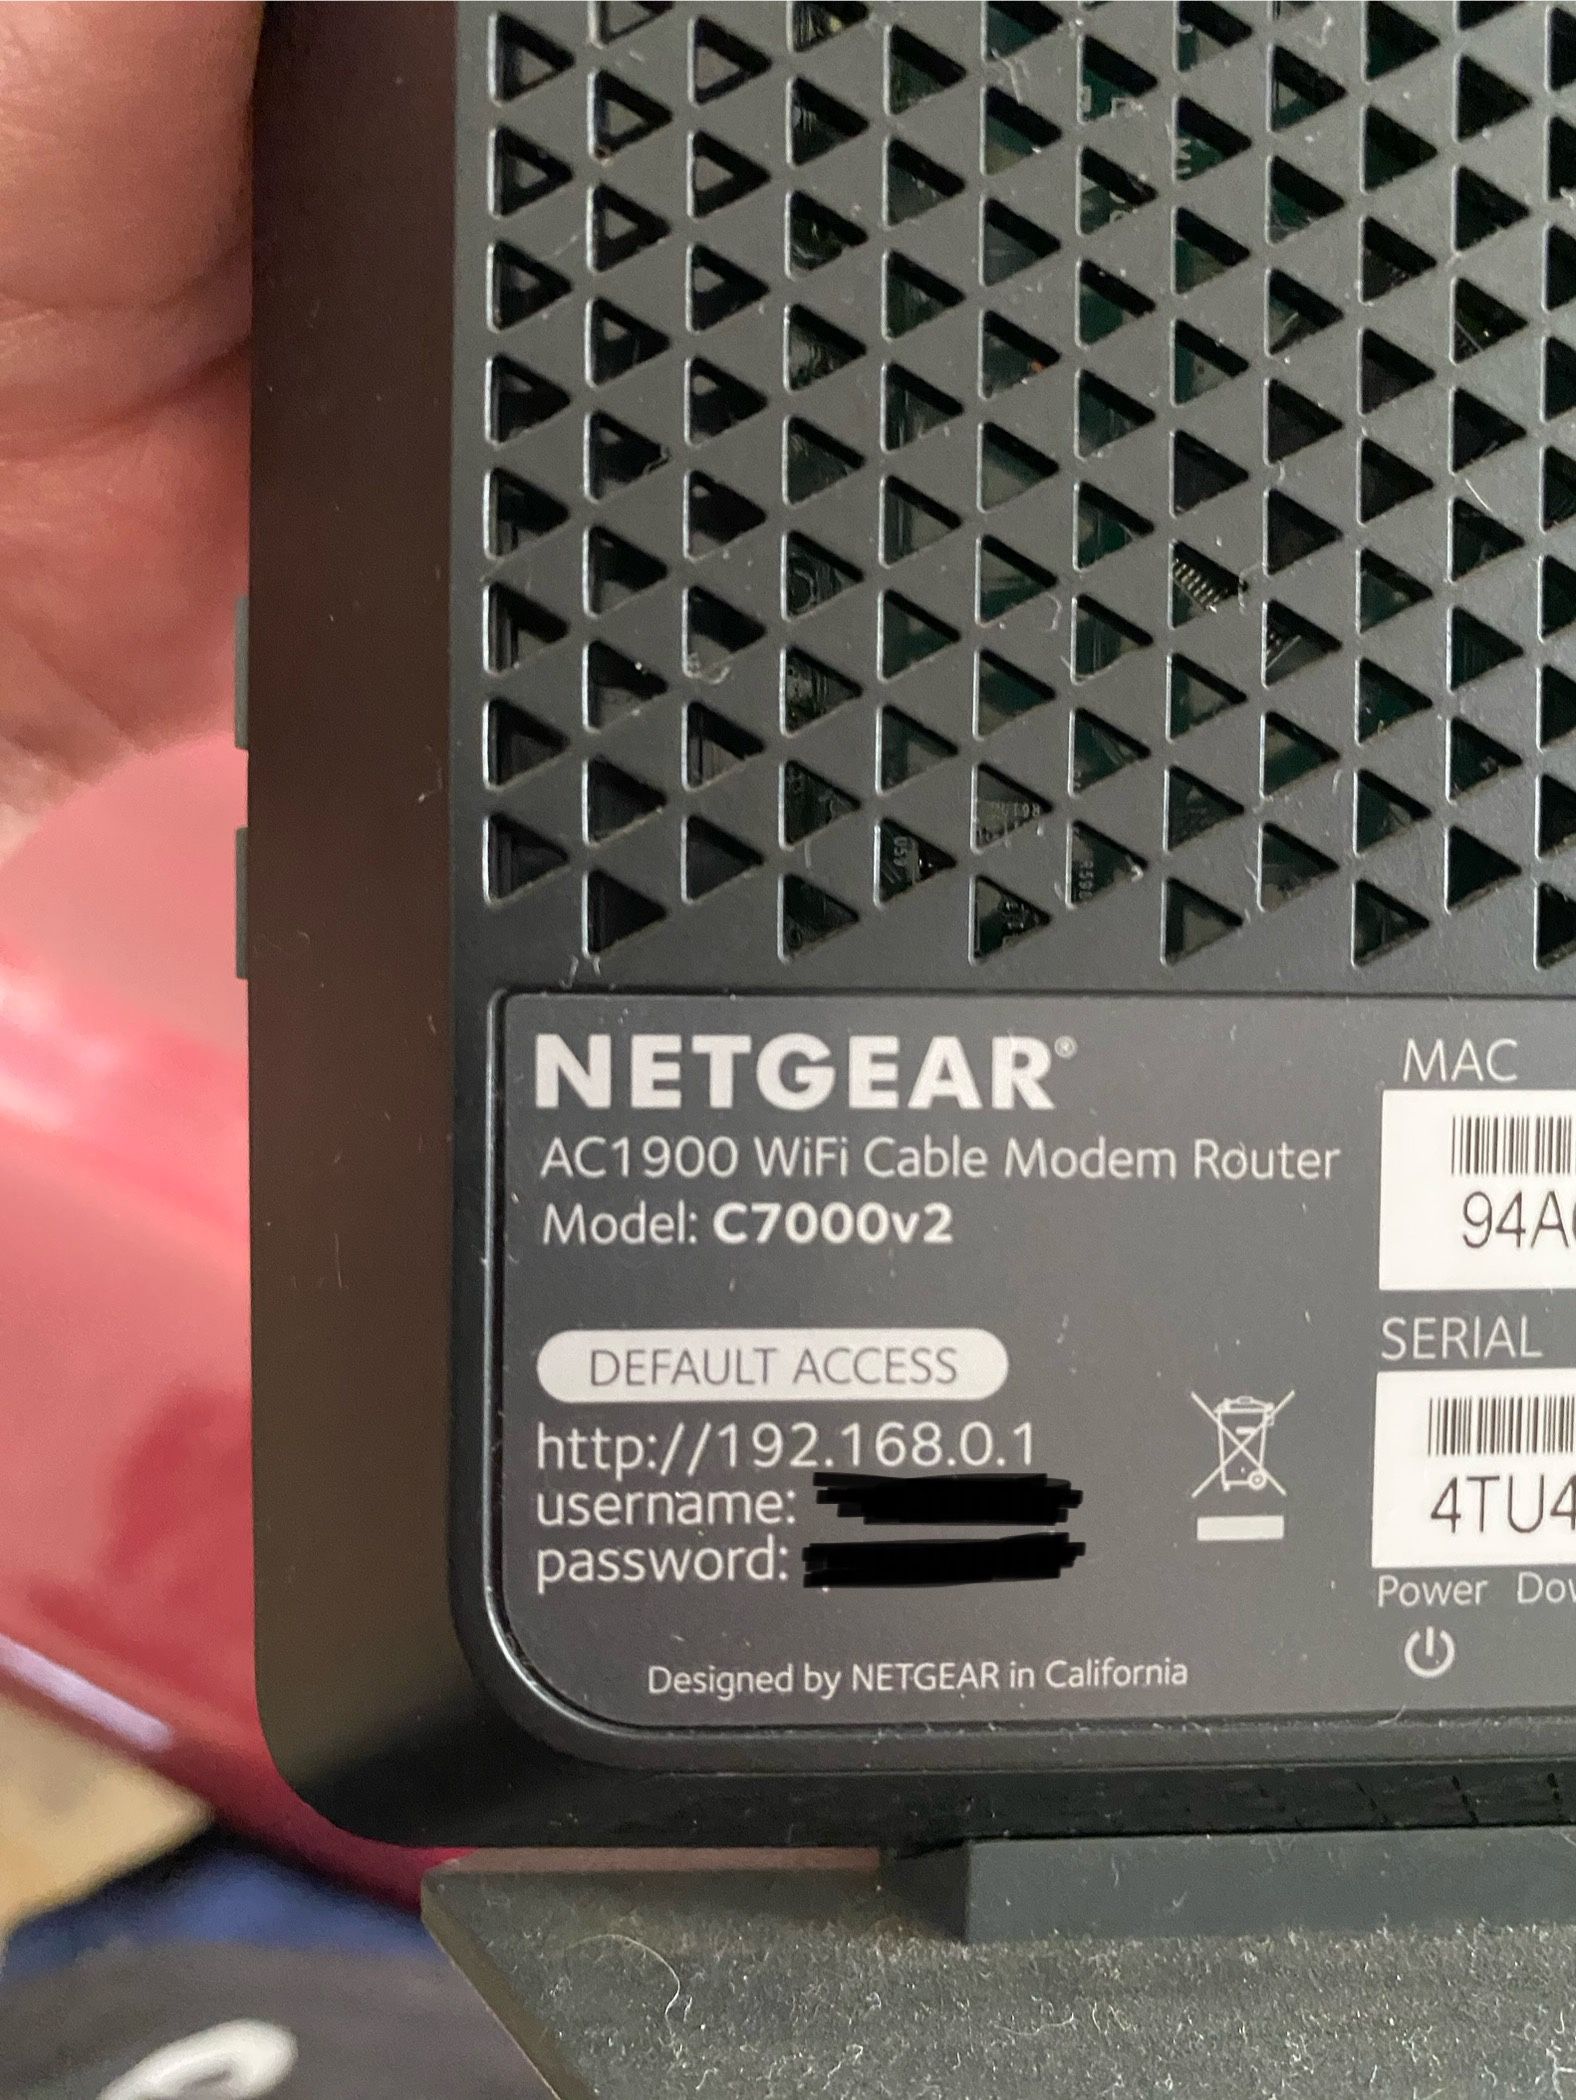 NETGEAR®
AC1900 WiFi Cable Modem Router
Model: C7000v2
DEFAULT ACCESS
http://192.168.0.1
username:
password:
Designed by NETGEAR in California
MAC
94A
SERIAL
4TU4
Power